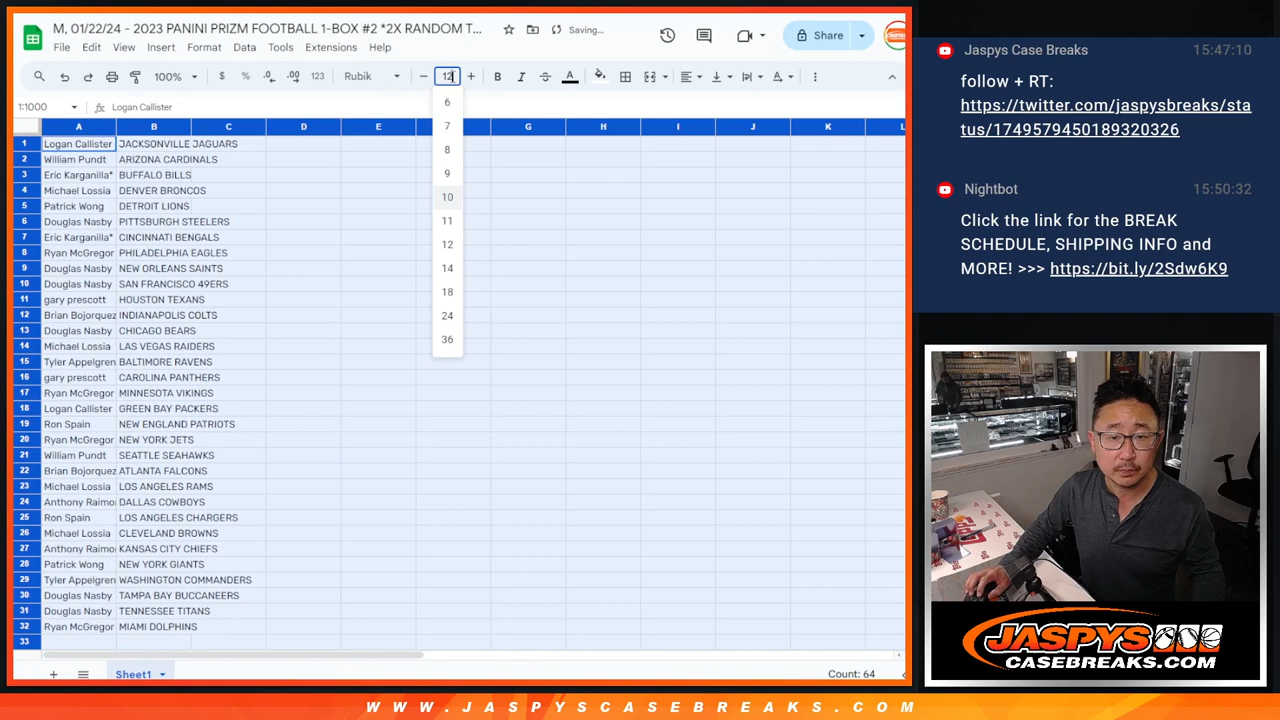 M, 01/22/24 - 2023 PANINI PRIZM FOOTBALL 1-BOX #2 *2X RANDOM T...
Saving...
Share
File Edit View Insert Format Data Tools Extensions Help
100% $ % .0 .00 123 Rubik 12 B I A
1:1000 Logan Callister
A B C D E G H I J K L
1 Logan Callister JACKSONVILLE JAGUARS
2 William Pundt ARIZONA CARDINALS
3 Eric Karganilla* BUFFALO BILLS
4 Michael Lossia DENVER BRONCOS
5 Patrick Wong DETROIT LIONS
6 Douglas Nasby PITTSBURGH STEELERS
7 Eric Karganilla* CINCINNATI BENGALS
8 Ryan McGregor PHILADELPHIA EAGLES
9 Douglas Nasby NEW ORLEANS SAINTS
10 Douglas Nasby SAN FRANCISCO 49ERS
11 gary prescott HOUSTON TEXANS
12 Brian Bojorquez INDIANAPOLIS COLTS
13 Douglas Nasby CHICAGO BEARS
14 Michael Lossia LAS VEGAS RAIDERS
15 Tyler Appelgren BALTIMORE RAVENS
16 gary prescott CAROLINA PANTHERS
17 Ryan McGregor MINNESOTA VIKINGS
18 Logan Callister GREEN BAY PACKERS
19 Ron Spain NEW ENGLAND PATRIOTS
20 Ryan McGregor NEW YORK JETS
21 William Pundt SEATTLE SEAHAWKS
22 Brian Bojorquez ATLANTA FALCONS
23 Michael Lossia LOS ANGELES RAMS
24 Anthony Raimo DALLAS COWBOYS
25 Ron Spain LOS ANGELES CHARGERS
26 Michael Lossia CLEVELAND BROWNS
27 Anthony Raimo KANSAS CITY CHIEFS
28 Patrick Wong NEW YORK GIANTS
29 Tyler Appelgren WASHINGTON COMMANDERS
30 Douglas Nasby TAMPA BAY BUCCANEERS
31 Douglas Nasby TENNESSEE TITANS
32 Ryan McGregor MIAMI DOLPHINS
33
6
7
8
9
10
11
12
14
18
24
36
Sheet1
Count: 64
Jaspys Case Breaks 15:47:10
follow + RT:
https://twitter.com/jaspysbreaks/sta
tus/1749579450189320326
Nightbot 15:50:32
Click the link for the BREAK
SCHEDULE, SHIPPING INFO and
MORE! >>> https://bit.ly/2Sdw6K9
JASPYS
CASEBREAKS.COM
WWW.JASPYSCASEBREAKS.COM